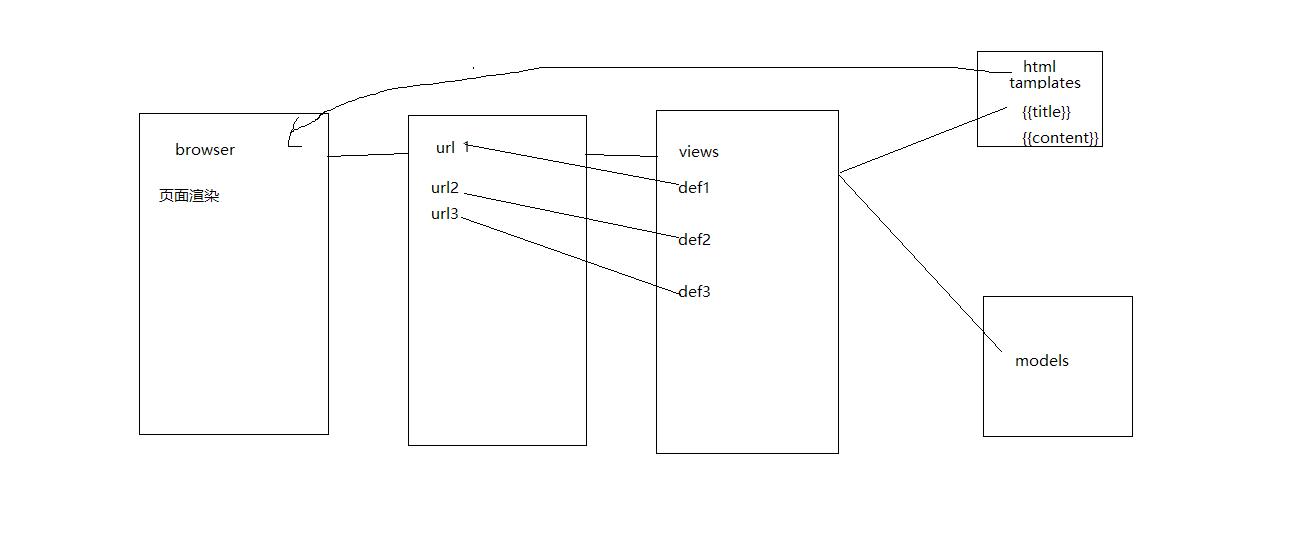 browser
页面渲染
url 1
url2
url3
views
def1
def2
def3
html
tamplates
{{title}}
{{content}}
models